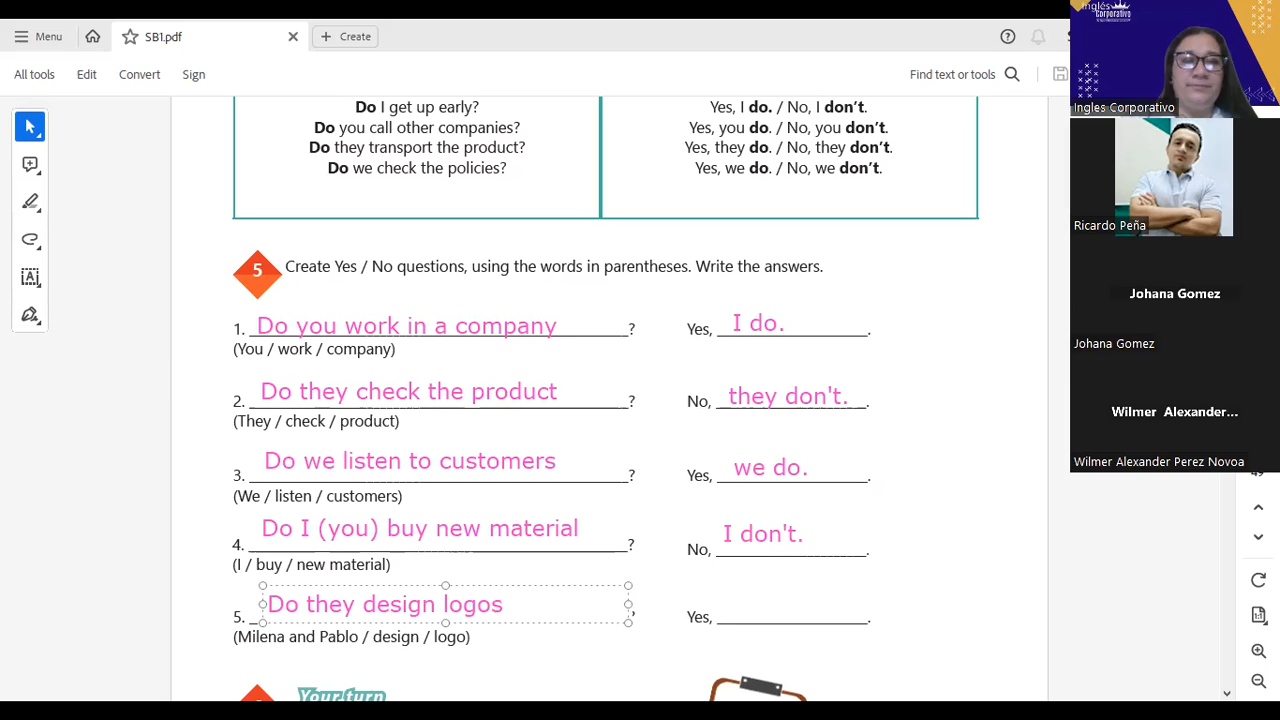 Menu
SB1.pdf
Create
All tools
Edit
Convert
Sign
Find text or tools
Do I get up early?
Do you call other companies?
Do they transport the product?
Do we check the policies?
Yes, I do. / No, I don't.
Yes, you do. / No, you don't.
Yes, they do. / No, they don't.
Yes, we do. / No, we don't.
5 Create Yes / No questions, using the words in parentheses. Write the answers.
1. Do you work in a company ? Yes, I do. .
(You / work / company)
2. Do they check the product ? No, they don't. .
(They / check / product)
3. Do we listen to customers ? Yes, we do. .
(We / listen / customers)
4. Do I (you) buy new material ? No, I don't. .
(I / buy / new material)
5. Do they design logos Yes, .
(Milena and Pablo / design / logo)
Your turn
Inglés
corporativo
Ingles Corporativo
Ricardo Peña
Johana Gomez
Johana Gomez
Wilmer Alexander...
Wilmer Alexander Perez Novoa